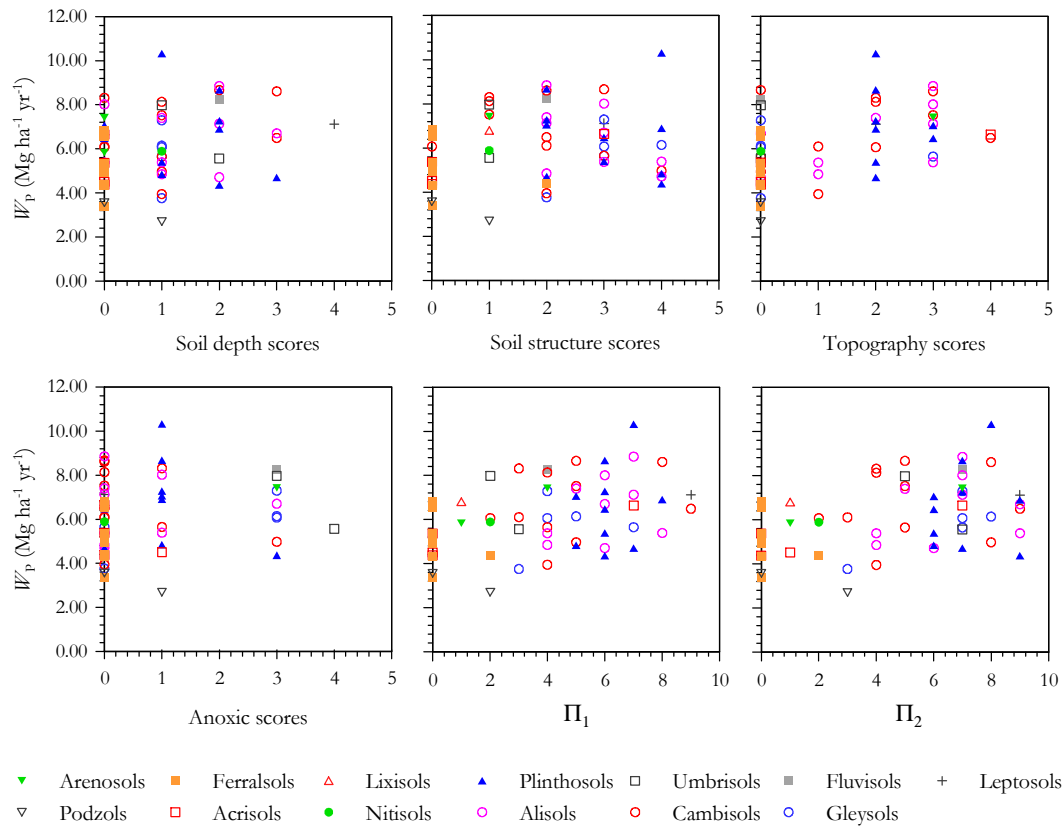 12.00
10.00
8.00
6.00
4.00
2.00
0.00
W_P (Mg ha⁻¹ yr⁻¹)
0 1 2 3 4 5
Soil depth scores
0 1 2 3 4 5
Soil structure scores
0 1 2 3 4 5
Topography scores
12.00
10.00
8.00
6.00
4.00
2.00
0.00
W_P (Mg ha⁻¹ yr⁻¹)
0 1 2 3 4 5
Anoxic scores
0 2 4 6 8 10
Π₁
0 2 4 6 8 10
Π₂
Arenosols Ferralsols Lixisols Plinthosols Umbrisols Fluvisols Leptosols
Podzols Acrisols Nitisols Alisols Cambisols Gleysols